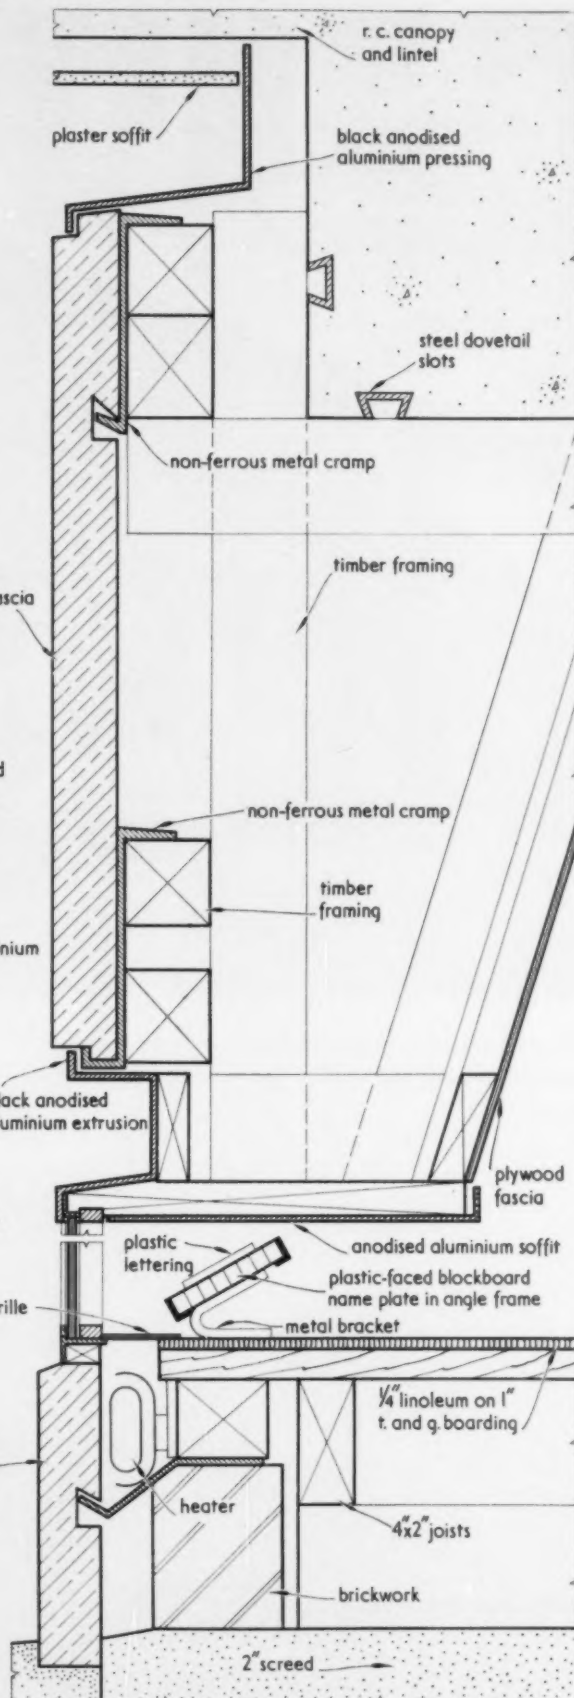 r. c. canopy
and lintel
plaster soffit
black anodised
aluminium pressing
steel dovetail
slots
non-ferrous metal cramp
timber framing
non-ferrous metal cramp
timber
framing
aluminium extrusion
plywood
fascia
plastic
lettering
anodised aluminium soffit
plastic-faced blockboard
name plate in angle frame
metal bracket
¼" linoleum on 1"
t. and g. boarding
heater
4"x2" joists
brickwork
2" screed